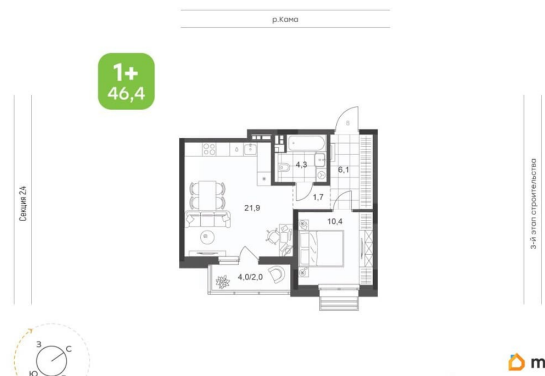 р.Кама
1+
46,4
Секция 24
3-й этап строительства
4,3
6,1
1,7
21,9
10,4
4,0/2,0
З
С
Ю
m